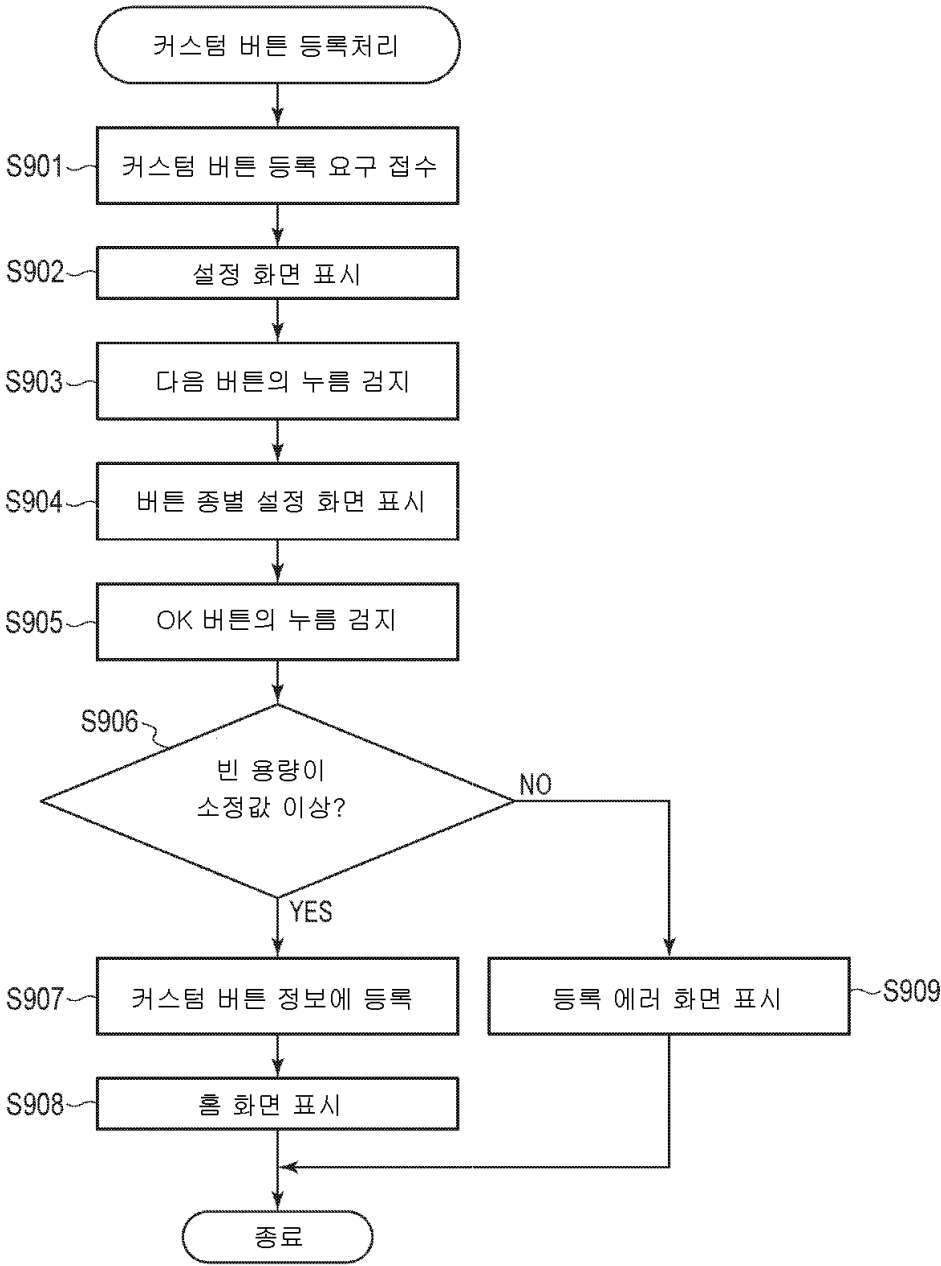 커스텀 버튼 등록처리
S901
커스텀 버튼 등록 요구 접수
S902
설정 화면 표시
S903
다음 버튼의 누름 검지
S904
버튼 종별 설정 화면 표시
S905
OK 버튼의 누름 검지
S906
빈 용량이
소정값 이상?
NO
YES
S907
커스텀 버튼 정보에 등록
등록 에러 화면 표시
S909
S908
홈 화면 표시
종료